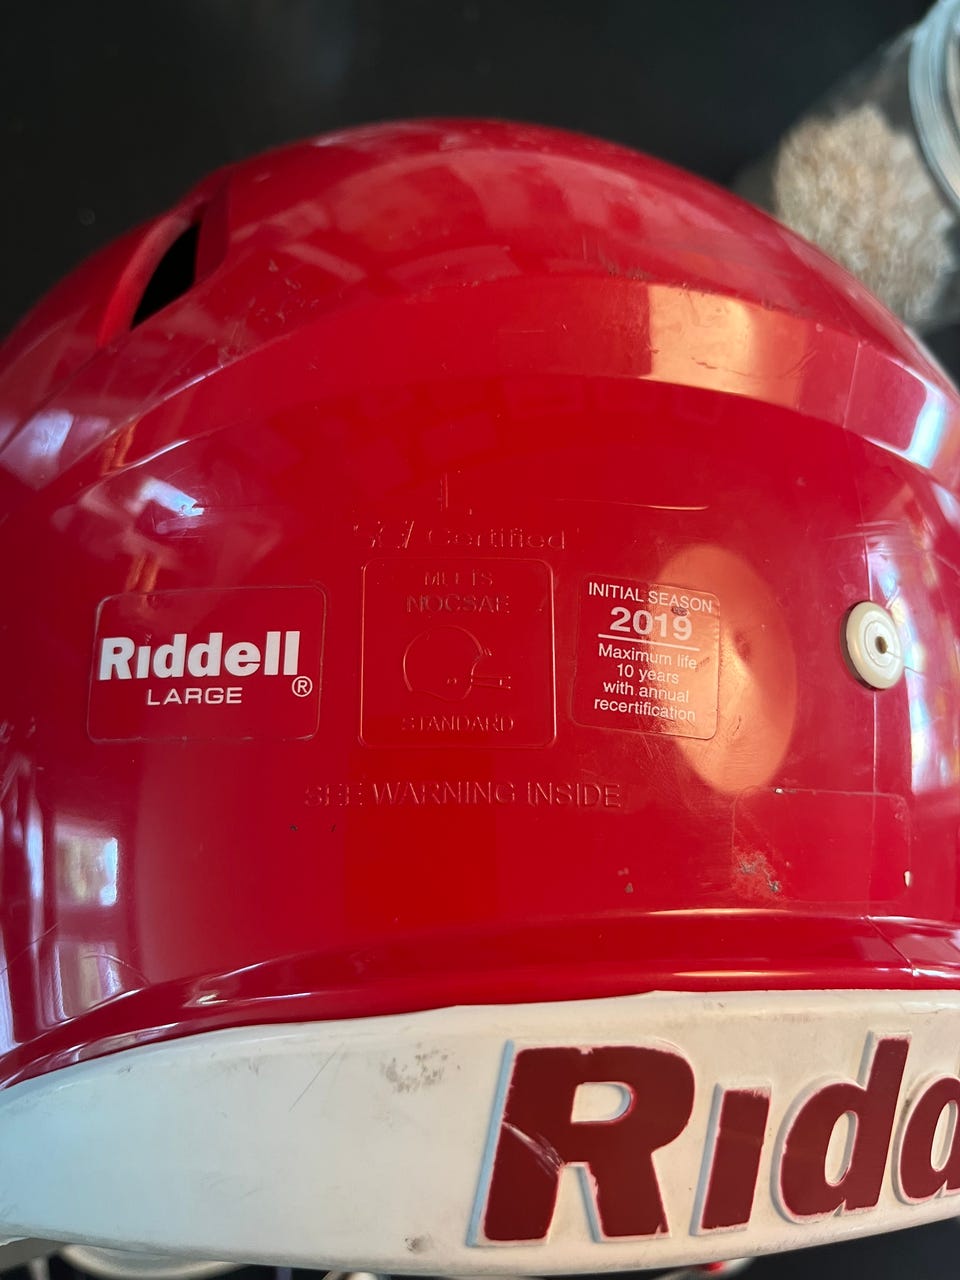 L
SEI Certified
MEETS
NOCSAE
STANDARD
Riddell
LARGE
®
INITIAL SEASON
2019
Maximum life
10 years
with annual
recertification
SEE WARNING INSIDE
Ridd